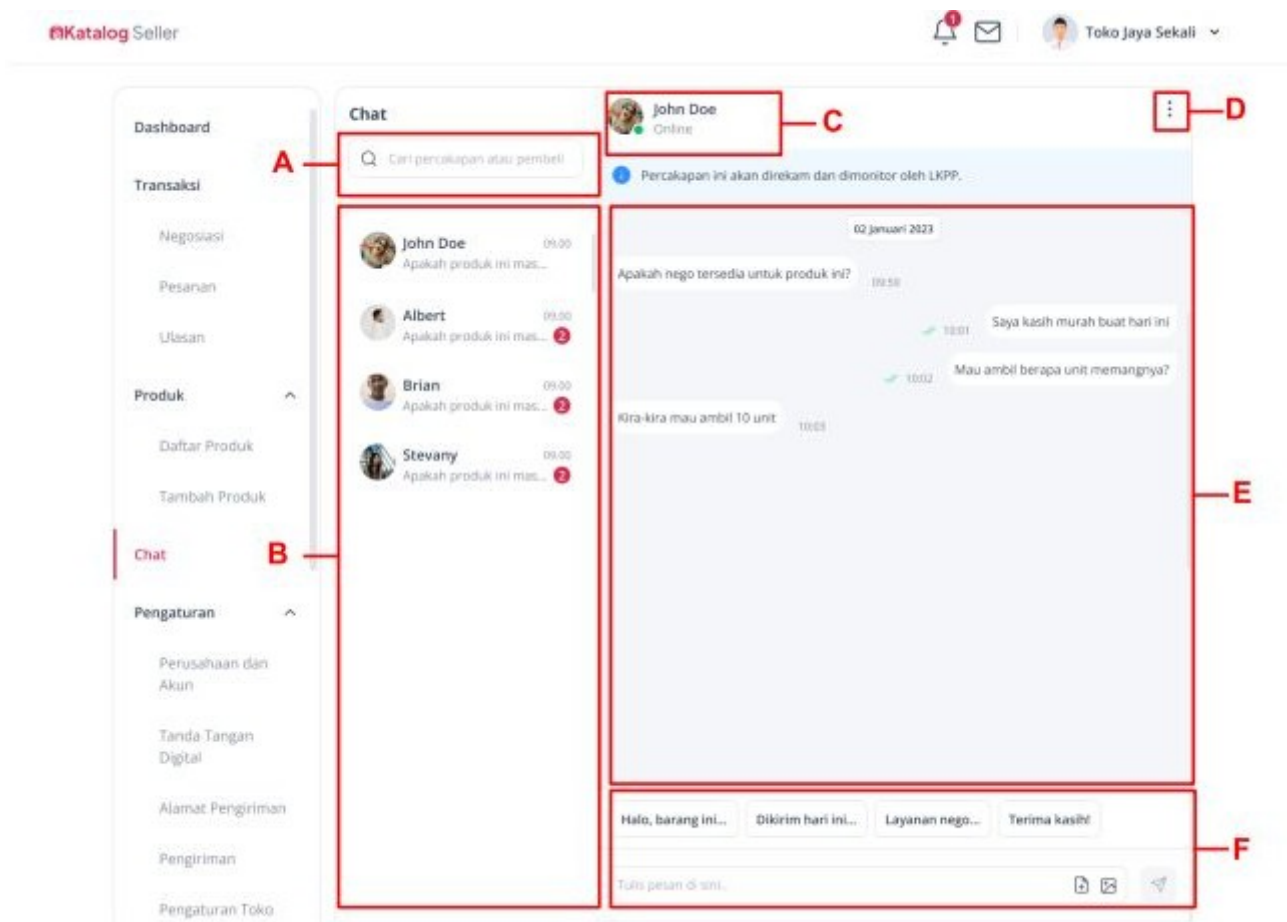 Katalog Seller
1
Toko Jaya Sekali
Dashboard
Transaksi
Negosiasi
Pesanan
Ulasan
Produk
Daftar Produk
Tambah Produk
Chat
Pengaturan
Perusahaan dan
Akun
Tanda Tangan
Digital
Alamat Pengiriman
Pengiriman
Pengaturan Toko
Chat
A
Cari percakapan atau pembeli
B
John Doe 09.00
Apakah produk ini mas...
Albert 09.00
Apakah produk ini mas... 2
Brian 09.00
Apakah produk ini mas... 2
Stevany 09.00
Apakah produk ini mas... 2
John Doe
Online
C
D
Percakapan ini akan direkam dan dimonitor oleh LKPP.
02 Januari 2023
Apakah nego tersedia untuk produk ini? 09:59
10:01 Saya kasih murah buat hari ini
10:02 Mau ambil berapa unit memangnya?
Kira-kira mau ambil 10 unit 10:03
E
Halo, barang ini... Dikirim hari ini... Layanan nego... Terima kasih!
F
Tulis pesan di sini..